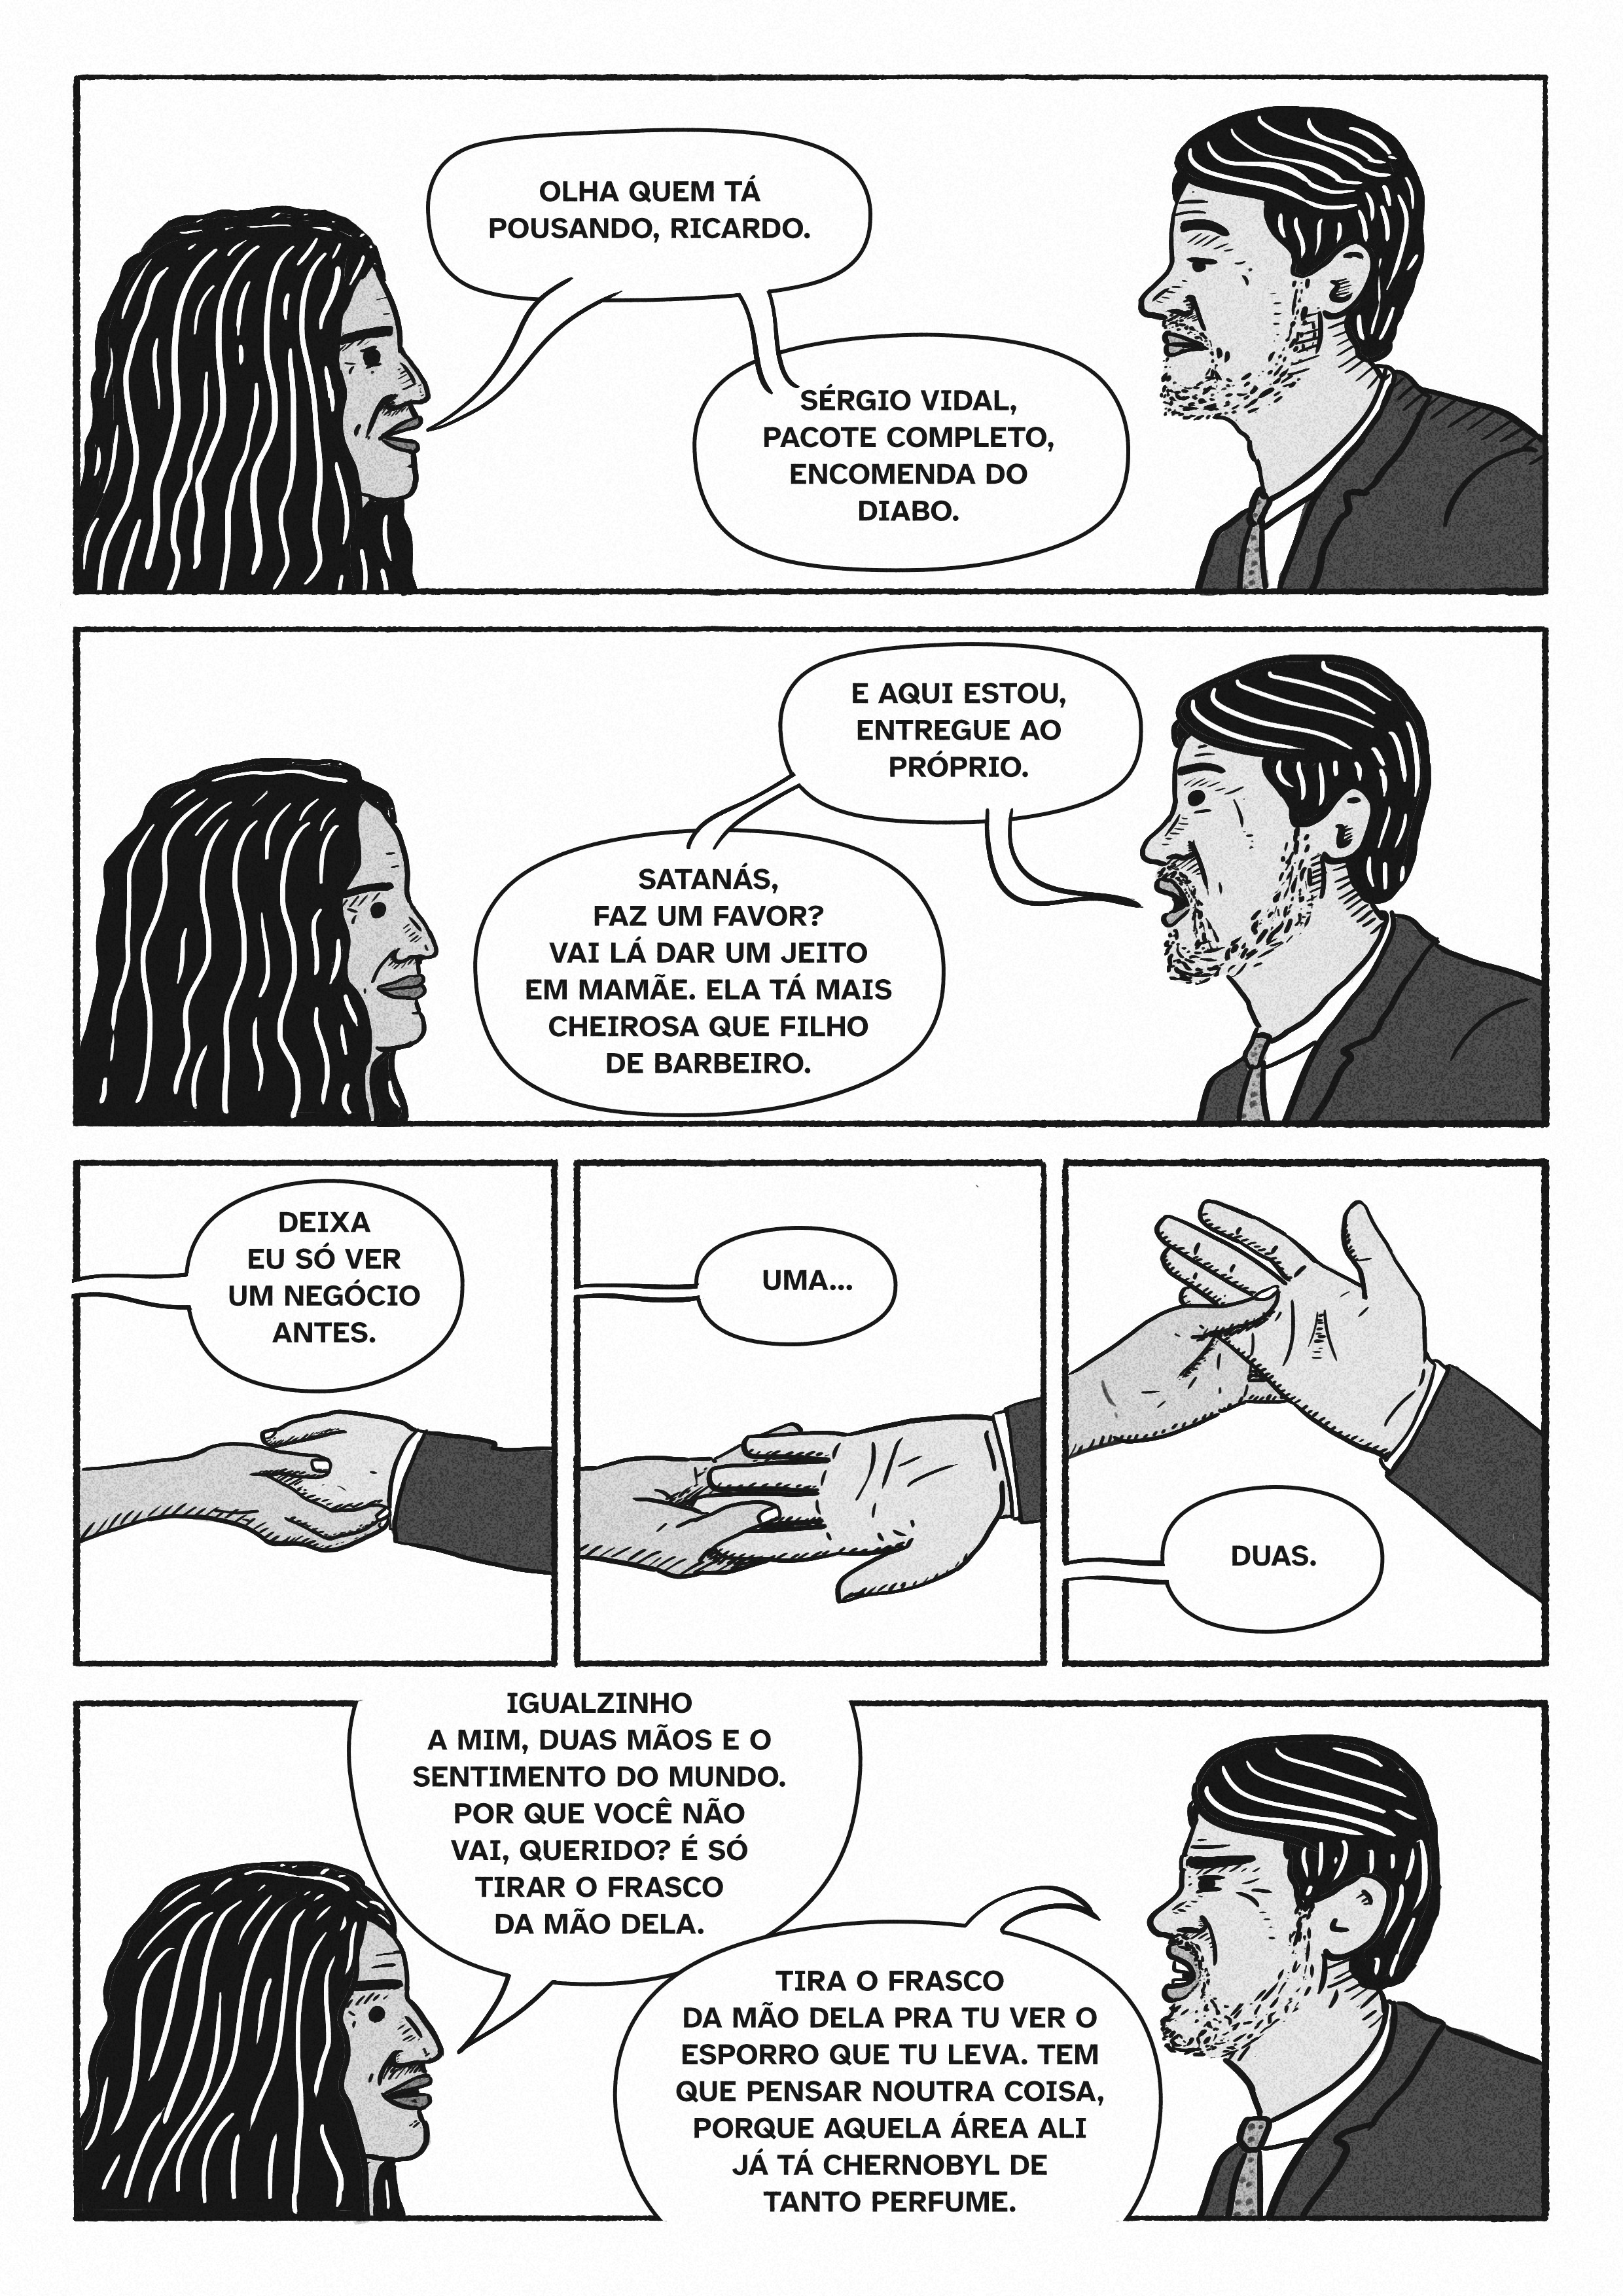 OLHA QUEM TÁ
POUSANDO, RICARDO.
SÉRGIO VIDAL,
PACOTE COMPLETO,
ENCOMENDA DO
DIABO.
E AQUI ESTOU,
ENTREGUE AO
PRÓPRIO.
SATANÁS,
FAZ UM FAVOR?
VAI LÁ DAR UM JEITO
EM MAMÃE. ELA TÁ MAIS
CHEIROSA QUE FILHO
DE BARBEIRO.
DEIXA
EU SÓ VER
UM NEGÓCIO
ANTES.
UMA...
DUAS.
IGUALZINHO
A MIM, DUAS MÃOS E O
SENTIMENTO DO MUNDO.
POR QUE VOCÊ NÃO
VAI, QUERIDO? É SÓ
TIRAR O FRASCO
DA MÃO DELA.
TIRA O FRASCO
DA MÃO DELA PRA TU VER O
ESPORRO QUE TU LEVA. TEM
QUE PENSAR NOUTRA COISA,
PORQUE AQUELA ÁREA ALI
JÁ TÁ CHERNOBYL DE
TANTO PERFUME.